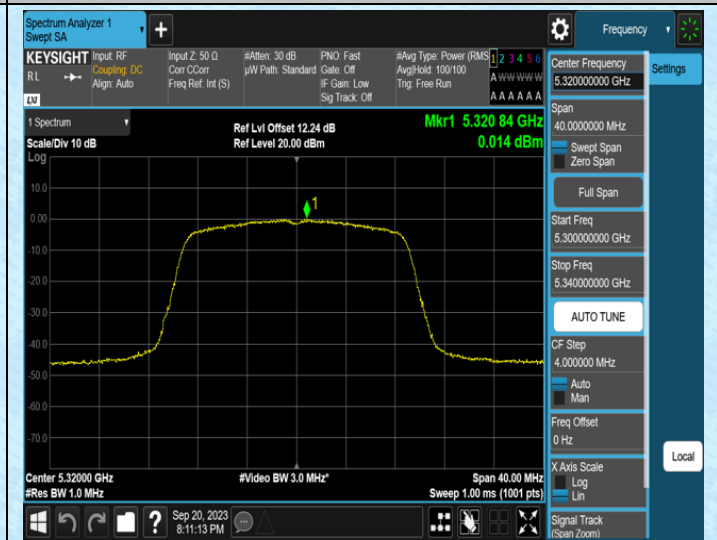 Spectrum Analyzer 1
Swept SA
+
Frequency
KEYSIGHT
RL
LXI
Input: RF
Coupling: DC
Align: Auto
Input Z: 50 Ω
Corr CCorr
Freq Ref: Int (S)
#Atten: 30 dB
µW Path: Standard
PNO: Fast
Gate: Off
IF Gain: Low
Sig Track: Off
#Avg Type: Power (RMS
Avg|Hold: 100/100
Trig: Free Run
1 2 3 4 5 6
A W W W W W
A A A A A A
1 Spectrum
Scale/Div 10 dB
Log
Ref Lvl Offset 12.24 dB
Ref Level 20.00 dBm
Mkr1 5.320 84 GHz
0.014 dBm
1
10.0
0.00
-10.0
-20.0
-30.0
-40.0
-50.0
-60.0
-70.0
Center 5.32000 GHz
#Res BW 1.0 MHz
#Video BW 3.0 MHz*
Span 40.00 MHz
Sweep 1.00 ms (1001 pts)
?
Sep 20, 2023
8:11:13 PM
Center Frequency
5.320000000 GHz
Span
40.0000000 MHz
Swept Span
Zero Span
Full Span
Start Freq
5.300000000 GHz
Stop Freq
5.340000000 GHz
AUTO TUNE
CF Step
4.000000 MHz
Auto
Man
Freq Offset
0 Hz
X Axis Scale
Log
Lin
Signal Track
(Span Zoom)
Settings
Local